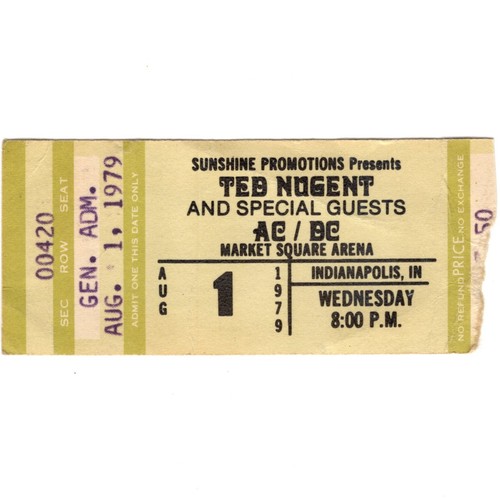 00420
SEC ROW SEAT
GEN. ADM.
AUG. 1, 1979
ADMIT ONE THIS DATE ONLY
SUNSHINE PROMOTIONS Presents
TED NUGENT
AND SPECIAL GUESTS
AC / DC
MARKET SQUARE ARENA
AUG 1 1979
INDIANAPOLIS, IN
WEDNESDAY
8:00 P.M.
NO REFUND PRICE NO EXCHANGE
50